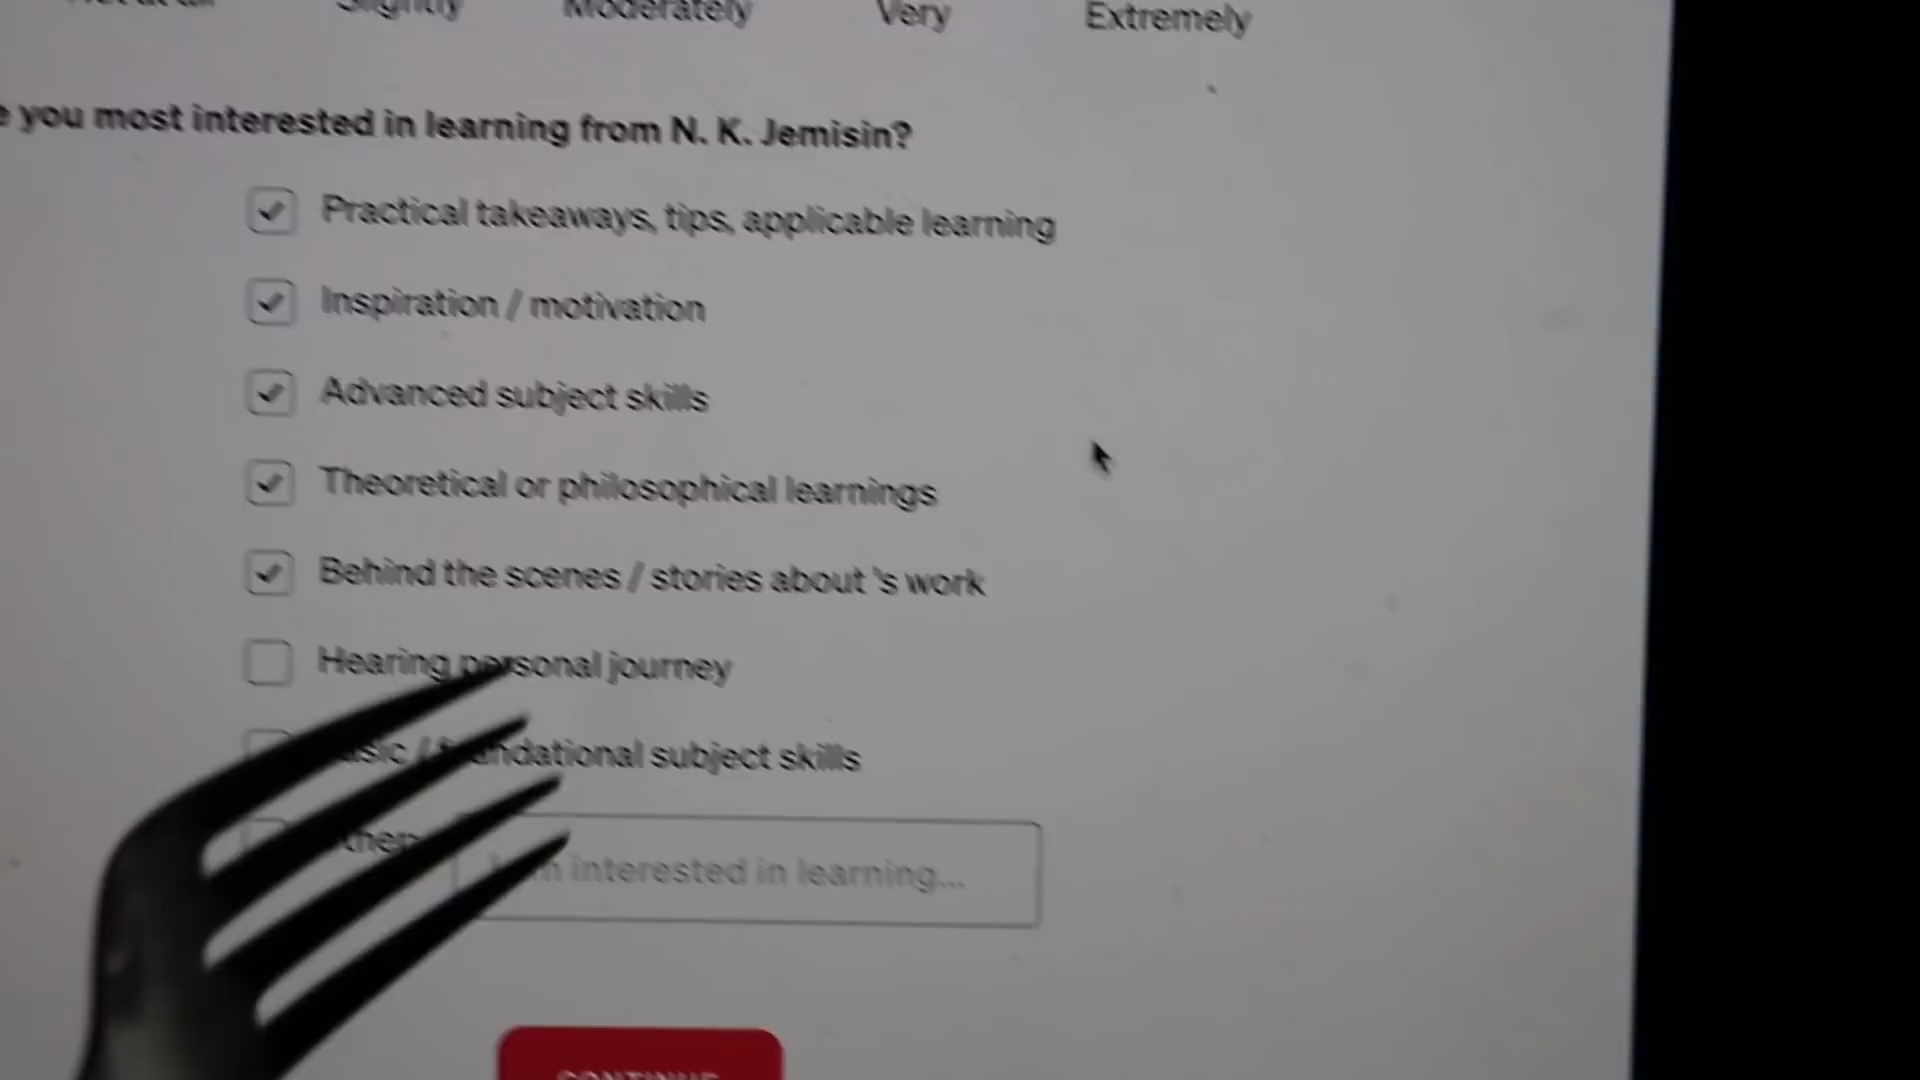 Slightly Moderately Very Extremely
you most interested in learning from N. K. Jemisin?
Practical takeaways, tips, applicable learning
Inspiration / motivation
Advanced subject skills
Theoretical or philosophical learnings
Behind the scenes / stories about 's work
Hearing personal journey
/ subject skills
interested in learning...
CONTINUE